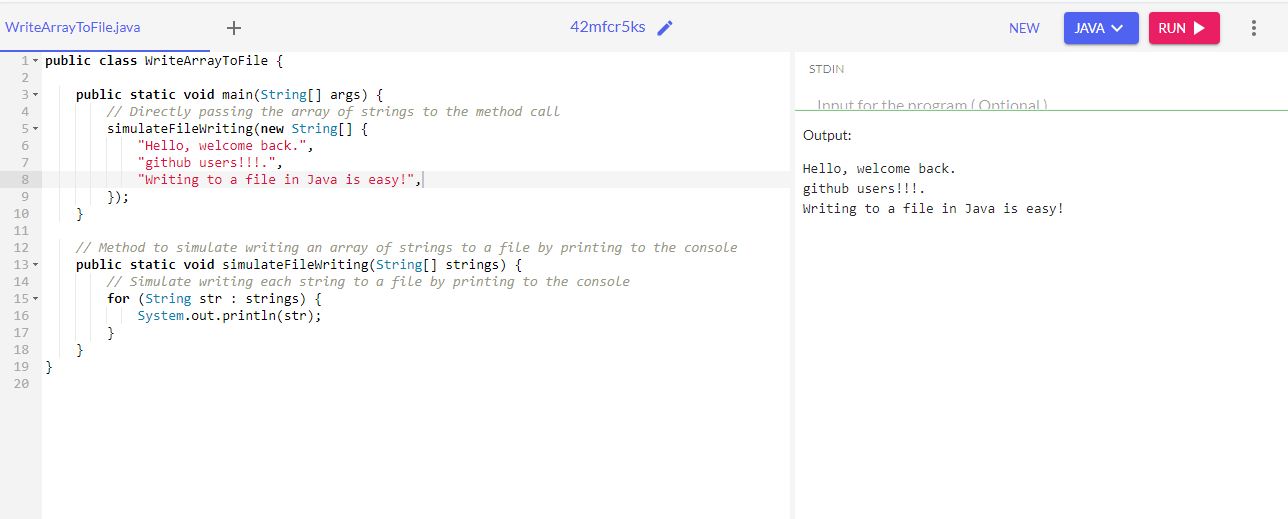 WriteArrayToFile.java + 42mfcr5ks NEW JAVA RUN
STDIN
Input for the program ( Optional )
1 public class WriteArrayToFile {
2
3     public static void main(String[] args) {
4         // Directly passing the array of strings to the method call
5         simulateFileWriting(new String[] {
6             "Hello, welcome back.",
7             "github users!!!.",
8             "Writing to a file in Java is easy!",
9         });
10     }
11
12     // Method to simulate writing an array of strings to a file by printing to the console
13     public static void simulateFileWriting(String[] strings) {
14         // Simulate writing each string to a file by printing to the console
15         for (String str : strings) {
16             System.out.println(str);
17         }
18     }
19 }
20
Output:
Hello, welcome back.
github users!!!.
Writing to a file in Java is easy!